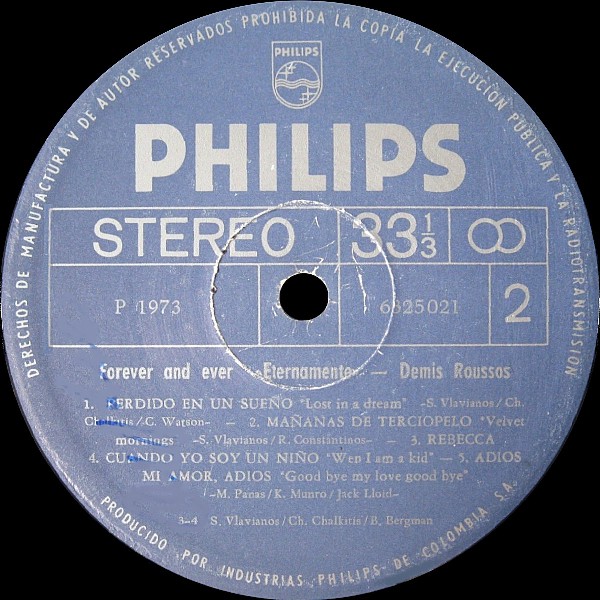 DERECHOS DE MANUFACTURA Y DE AUTOR RESERVADOS PROHIBIDA LA COPIA LA EJECUCION PUBLICA Y LA RADIOTRANSMISION
PHILIPS
PHILIPS
STEREO 33 1/3
P 1973 6325021 2
Forever and ever «Eternamente» — Demis Roussos
1. PERDIDO EN UN SUEÑO "Lost in a dream" -S. Vlavianos/Ch.
Chalkitis/C. Watson- - 2. MAÑANAS DE TERCIOPELO "Velvet
mornings -S. Vlavianos/R. Constantinos- - 3. REBECCA
4. CUANDO YO SOY UN NIÑO "Wen I am a kid" - 5. ADIOS
MI AMOR, ADIOS "Good bye my love good bye"
-M. Panas/K. Munro/Jack Lloid-
3-4 S. Vlavianos/Ch. Chalkitis/B. Bergman
PRODUCIDO POR INDUSTRIAS PHILIPS DE COLOMBIA S.A.